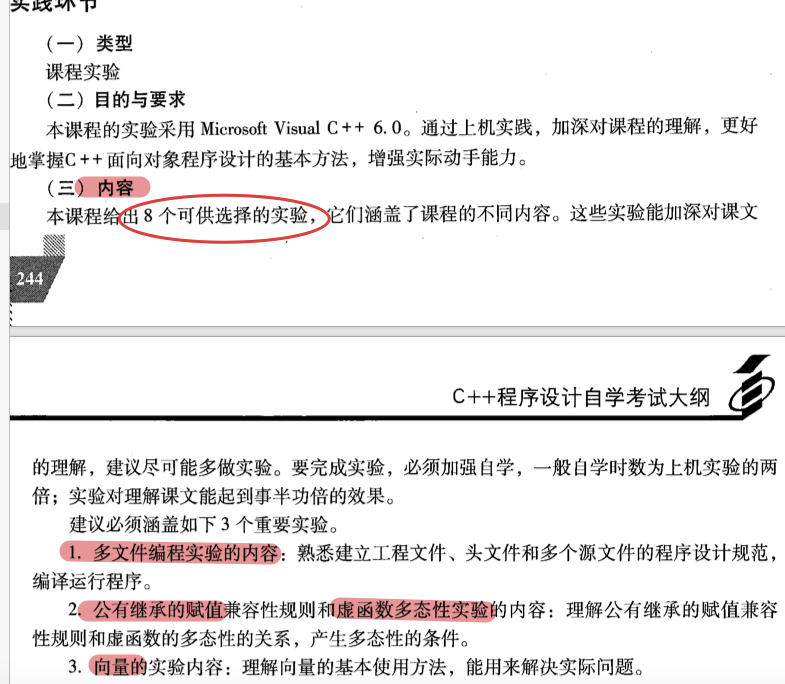 实践环节
（一）类型
课程实验
（二）目的与要求
本课程的实验采用 Microsoft Visual C++ 6.0。通过上机实践，加深对课程的理解，更好
地掌握C++面向对象程序设计的基本方法，增强实际动手能力。
（三）内容
本课程给出 8 个可供选择的实验，它们涵盖了课程的不同内容。这些实验能加深对课文
244
C++程序设计自学考试大纲
的理解，建议尽可能多做实验。要完成实验，必须加强自学，一般自学时数为上机实验的两
倍；实验对理解课文能起到事半功倍的效果。
建议必须涵盖如下 3 个重要实验。
1. 多文件编程实验的内容：熟悉建立工程文件、头文件和多个源文件的程序设计规范，
编译运行程序。
2. 公有继承的赋值兼容性规则和虚函数多态性实验的内容：理解公有继承的赋值兼容
性规则和虚函数的多态性的关系，产生多态性的条件。
3. 向量的实验内容：理解向量的基本使用方法，能用来解决实际问题。